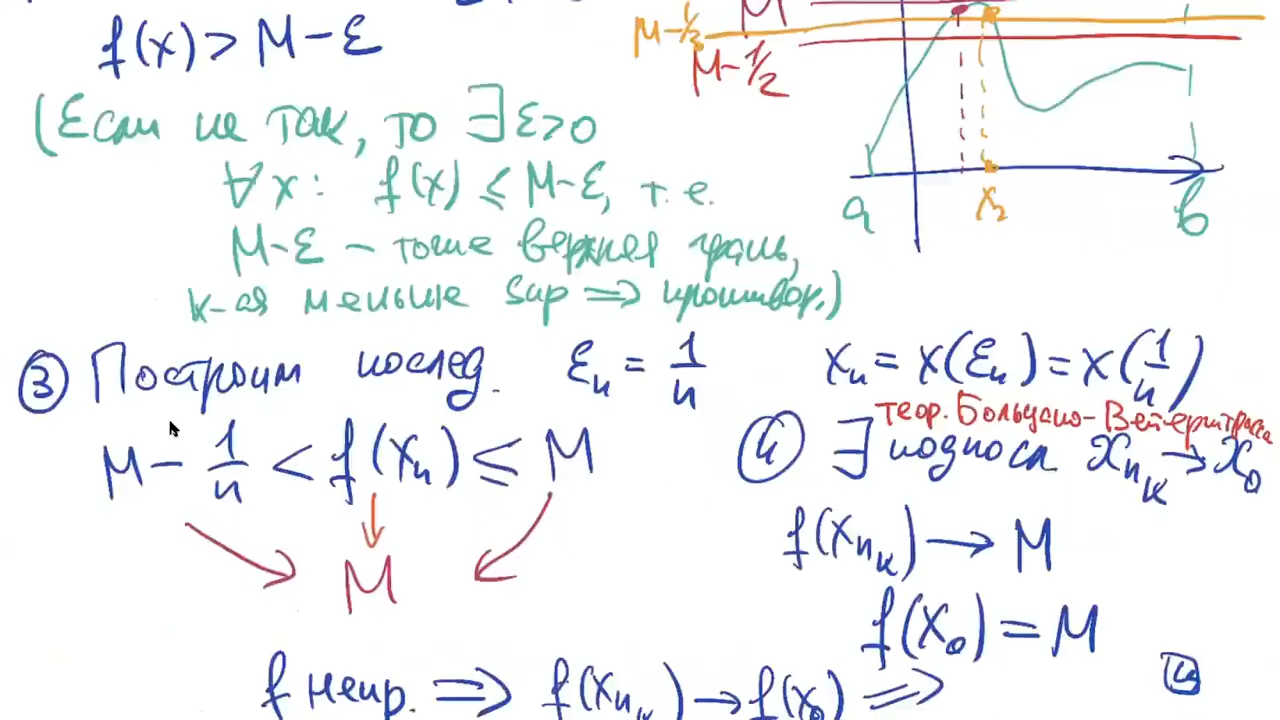 f(x) > M − ε
(Если не так, то ∃ ε>0
∀ x : f(x) ≤ M−ε, т.е.
M−ε – тоже верхняя грань,
к-ая меньше sup ⟹ противор.)
M
M−1/3
M−1/2
a
x₂
b
③ Построим послед. εₙ = 1/n xₙ = x(εₙ) = x(1/n)
M − 1/n < f(xₙ) ≤ M
M
теор. Больцано-Вейерштрасса
④ ∃ подпосл xₙₖ → x₀
f(xₙₖ) → M
f(x₀) = M
f непр. ⟹ f(xₙₖ) → f(x₀) ⟹